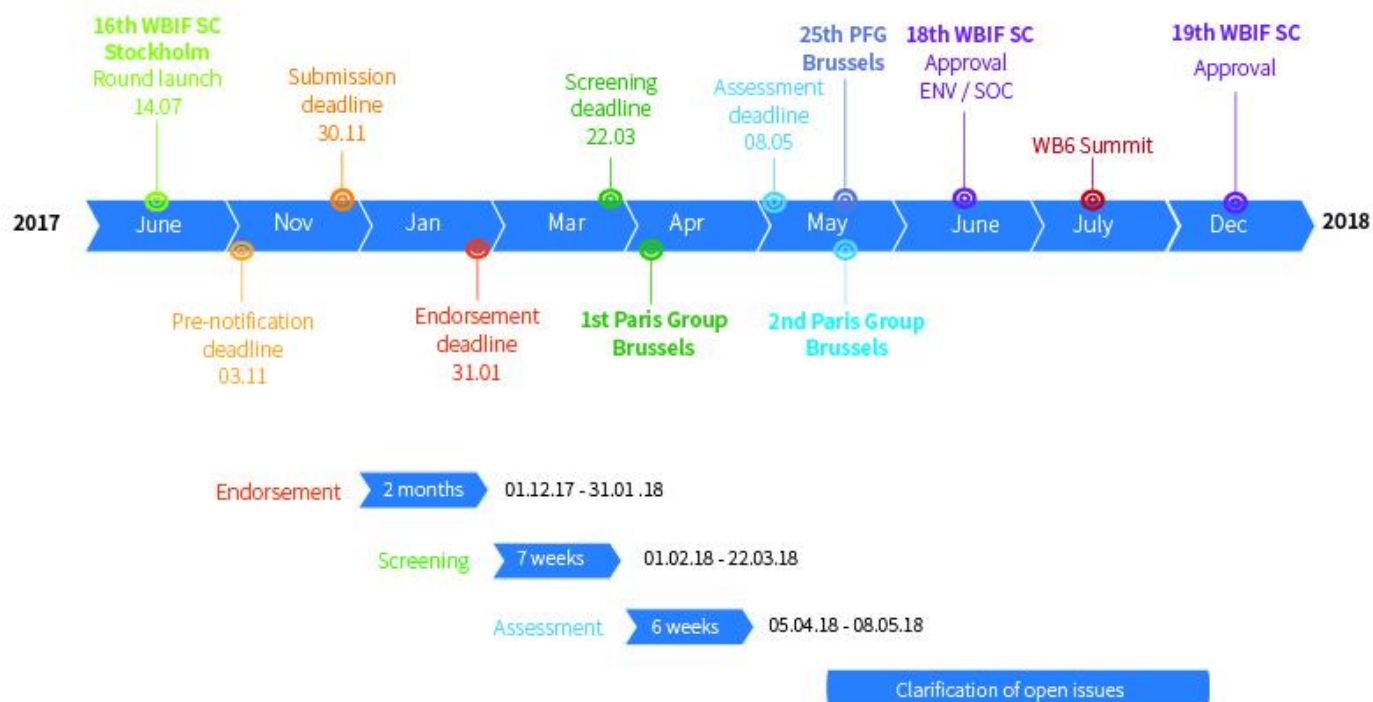 16th WBIF SC
Stockholm
Round launch
14.07
Submission
deadline
30.11
Screening
deadline
22.03
Assessment
deadline
08.05
25th PFG
Brussels
18th WBIF SC
Approval
ENV / SOC
WB6 Summit
19th WBIF SC
Approval
2017
June
Nov
Jan
Mar
Apr
May
June
July
Dec
2018
Pre-notification
deadline
03.11
Endorsement
deadline
31.01
1st Paris Group
Brussels
2nd Paris Group
Brussels
Endorsement
2 months
01.12.17 - 31.01 .18
Screening
7 weeks
01.02.18 - 22.03.18
Assessment
6 weeks
05.04.18 - 08.05.18
Clarification of open issues